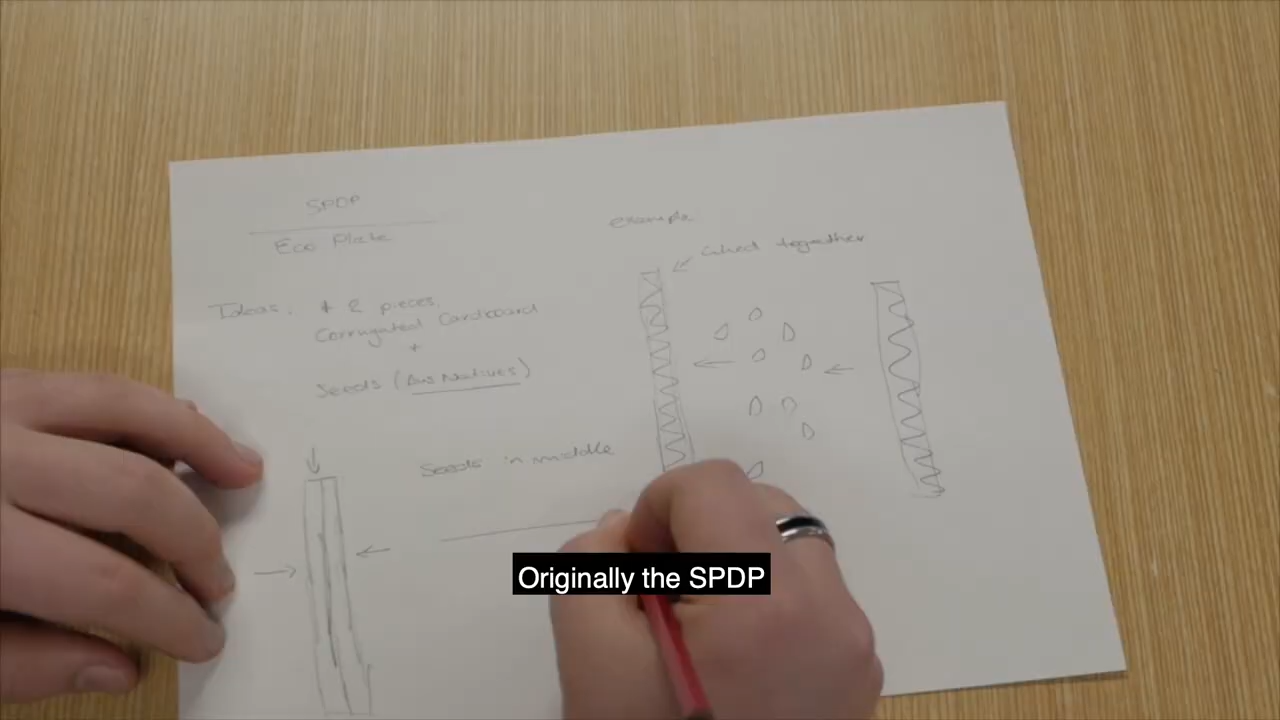 SPDP
Eco Plate
Ideas: * 2 pieces.
Corrugated Cardboard
+
Seeds (Aus Natives)
Seeds in middle
example
together
Originally the SPDP